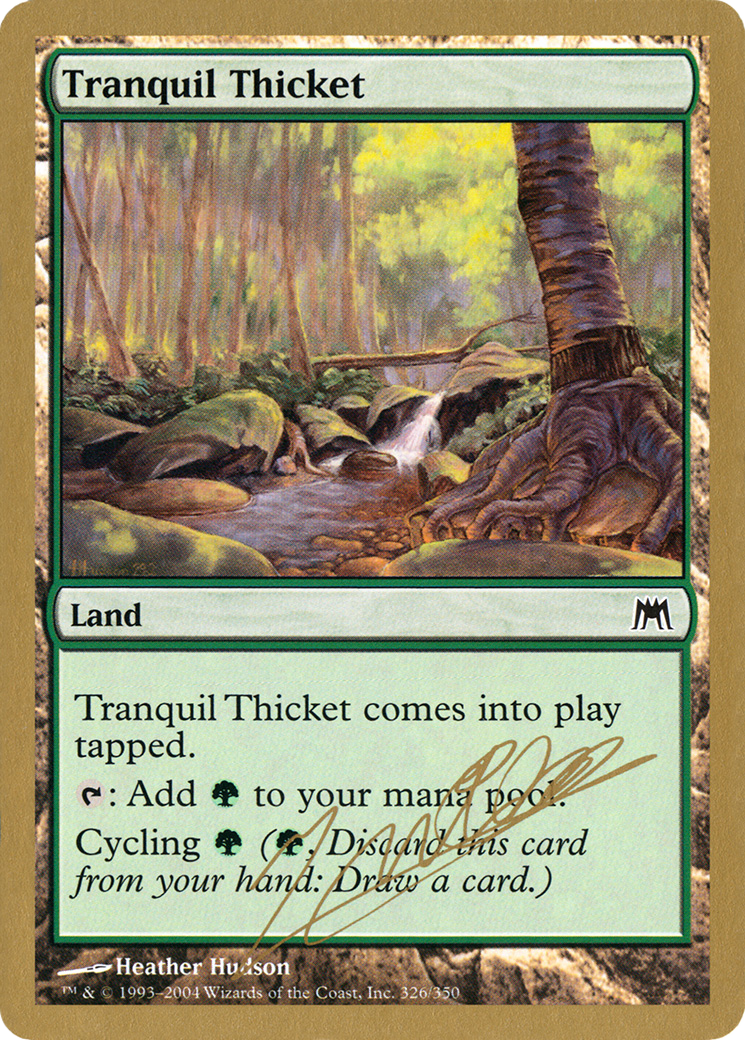 Tranquil Thicket
Land
Tranquil Thicket comes into play
tapped.
: Add to your mana pool.
Cycling ( , Discard this card
from your hand: Draw a card.)
Heather Hudson
™ & © 1993–2004 Wizards of the Coast, Inc. 326/350